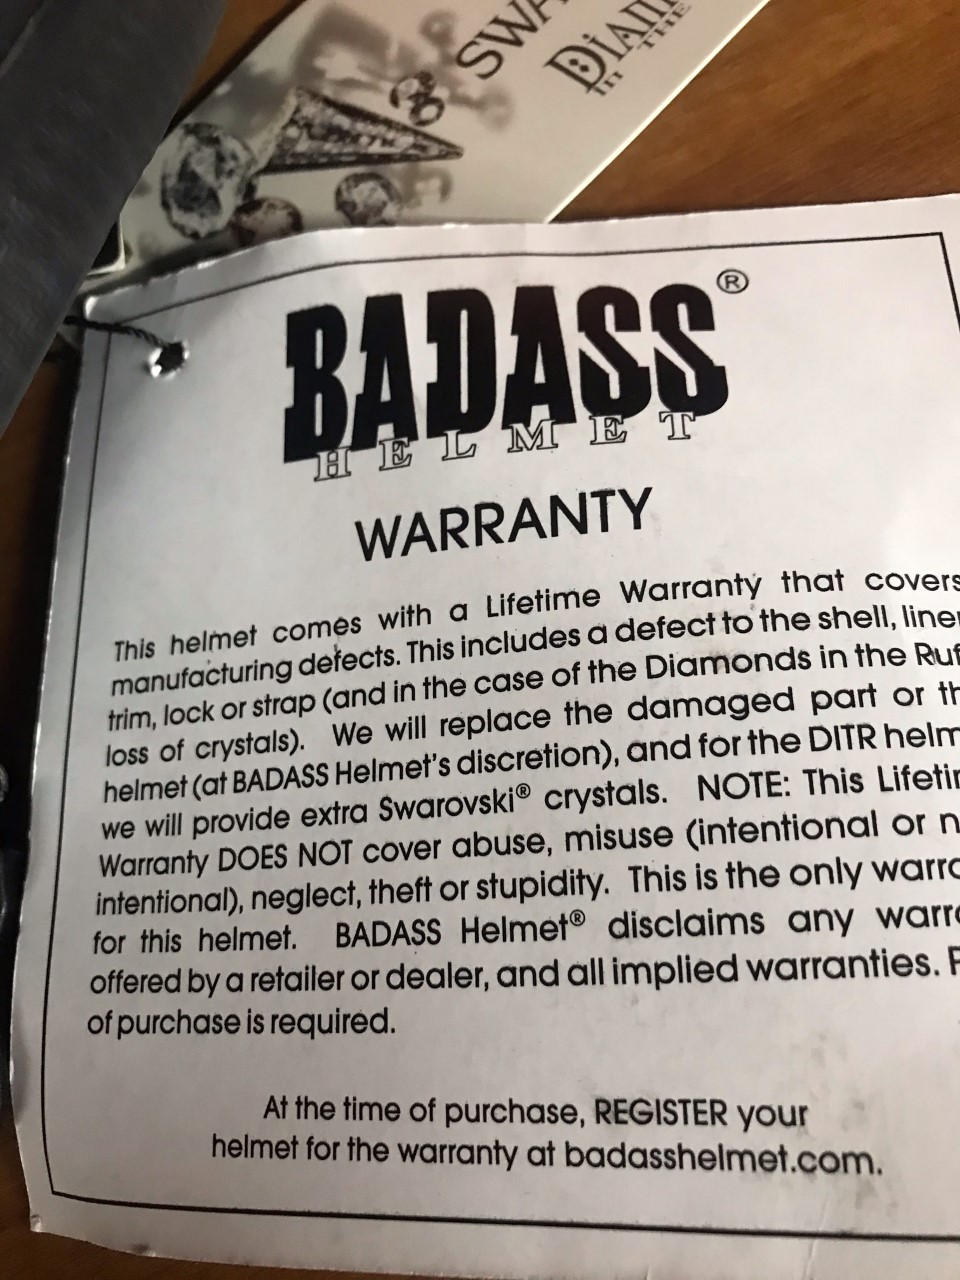 SWA
DIAM
IN THE
BADASS®
HELMET
WARRANTY
This helmet comes with a Lifetime Warranty that covers
manufacturing defects. This includes a defect to the shell, liner
trim, lock or strap (and in the case of the Diamonds in the Ruf
loss of crystals). We will replace the damaged part or th
helmet (at BADASS Helmet's discretion), and for the DITR helm
we will provide extra Swarovski® crystals. NOTE: This Lifetim
Warranty DOES NOT cover abuse, misuse (intentional or n
intentional), neglect, theft or stupidity. This is the only warra
for this helmet. BADASS Helmet® disclaims any warra
offered by a retailer or dealer, and all implied warranties. P
of purchase is required.
At the time of purchase, REGISTER your
helmet for the warranty at badasshelmet.com.